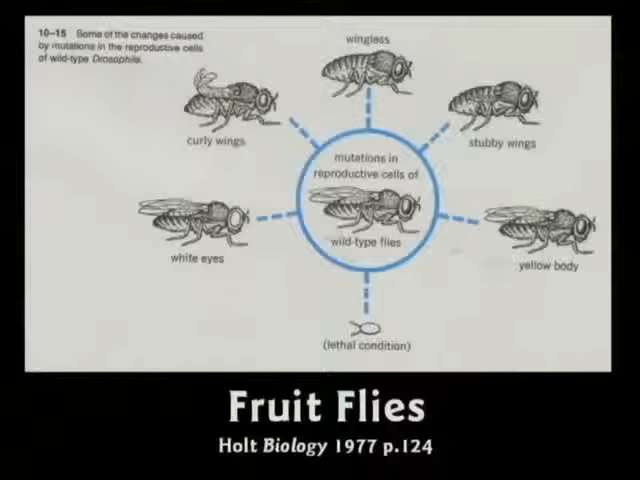 10-15 Some of the changes caused
by mutations in the reproductive cells
of wild-type Drosophila.
wingless
curly wings
stubby wings
mutations in
reproductive cells of
wild-type flies
white eyes
yellow body
(lethal condition)
Fruit Flies
Holt Biology 1977 p.124